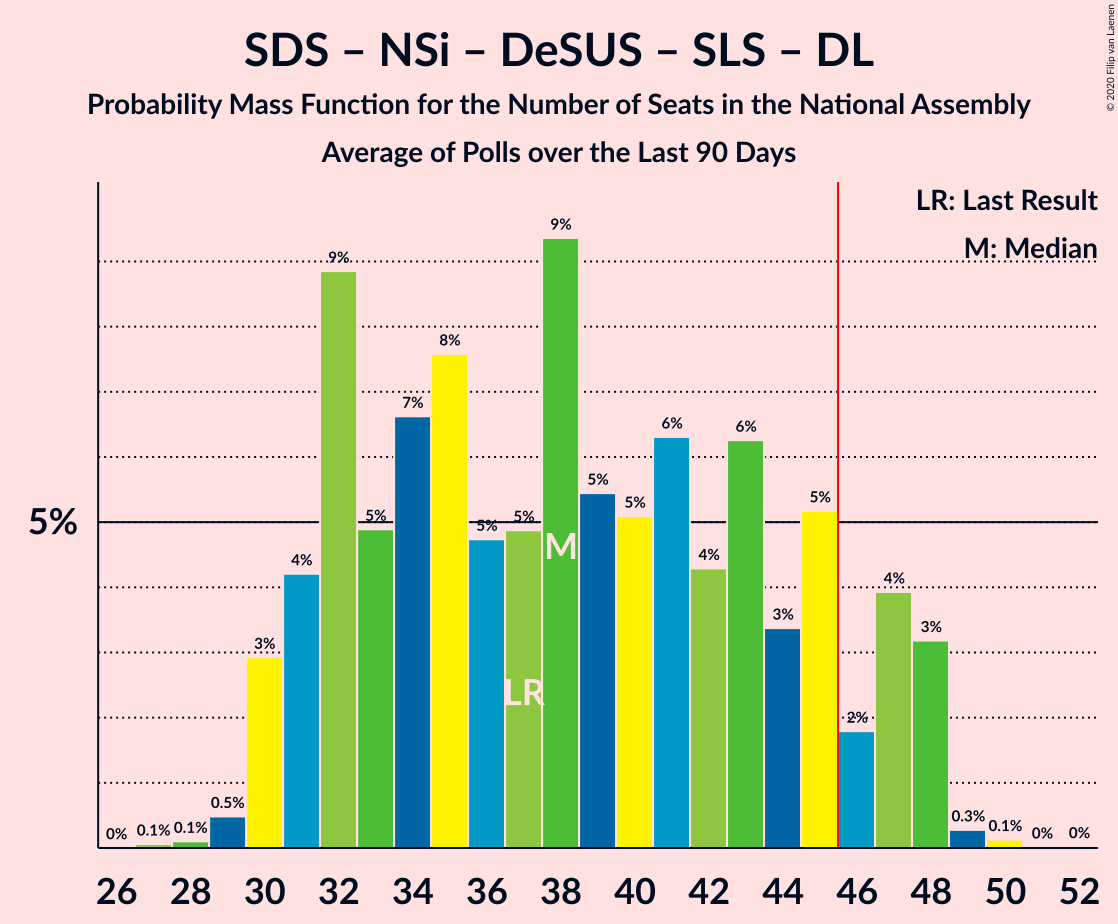 SDS – NSi – DeSUS – SLS – DL
Probability Mass Function for the Number of Seats in the National Assembly
Average of Polls over the Last 90 Days
© 2020 Filip van Laenen
LR: Last Result
M: Median
5%
0% 0.1% 0.1% 0.5% 3% 4% 9% 5% 7% 8% 5% 5% 9% 5% 5% 6% 4% 6% 3% 5% 2% 4% 3% 0.3% 0.1% 0% 0%
M
LR
26 28 30 32 34 36 38 40 42 44 46 48 50 52